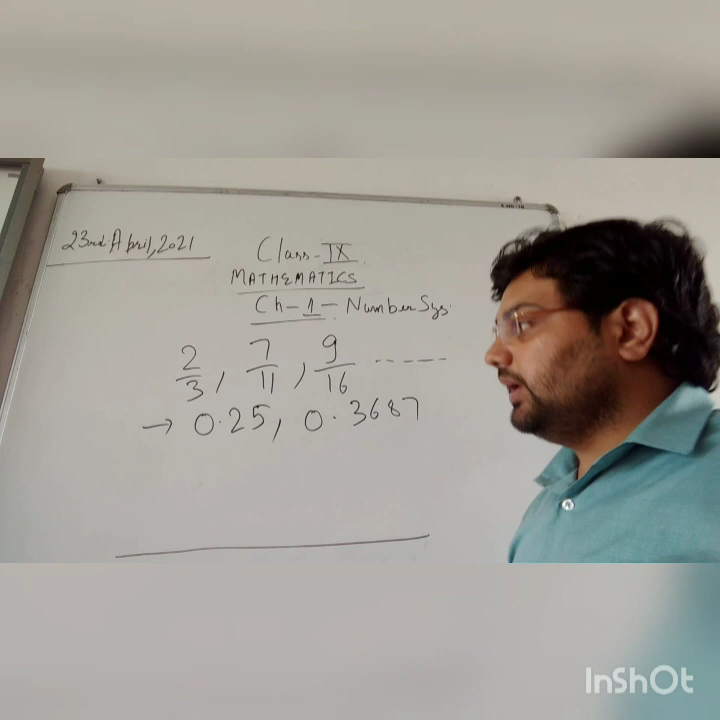 23rd April, 2021
Class - IX
MATHEMATICS
Ch - 1 - Number Sys.
2/3, 7/11, 9/16 ------
→ 0.25, 0.3687
InShOt